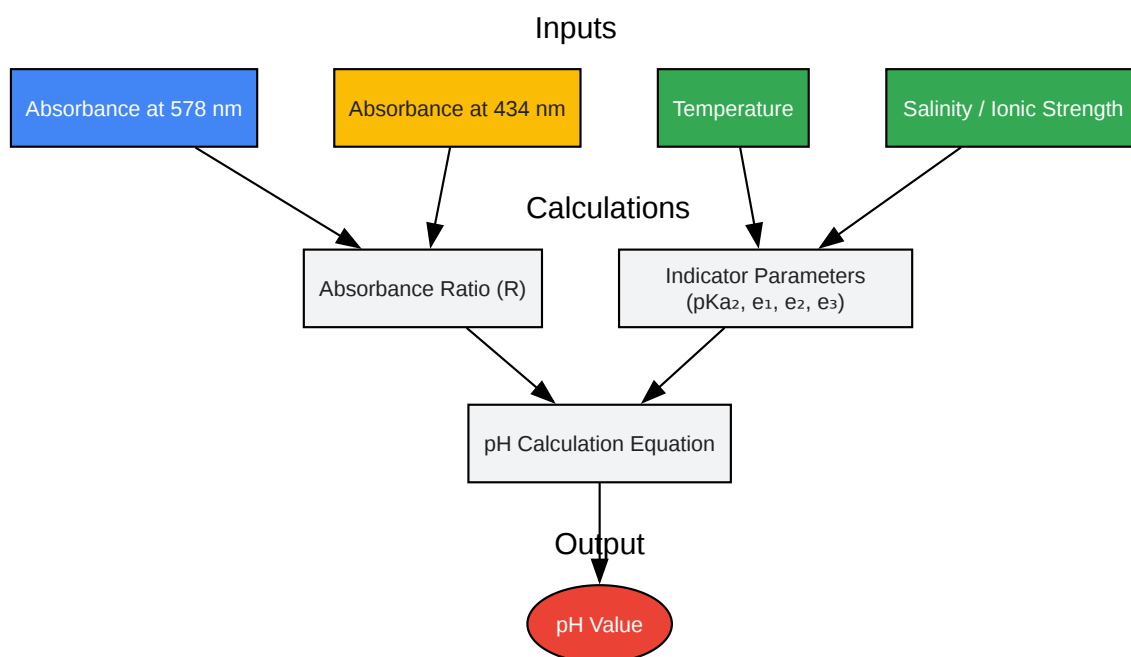 Inputs
Absorbance at 578 nm
Absorbance at 434 nm
Temperature
Salinity / Ionic Strength
Calculations
Absorbance Ratio (R)
Indicator Parameters
(pKa₂, e₁, e₂, e₃)
pH Calculation Equation
Output
pH Value